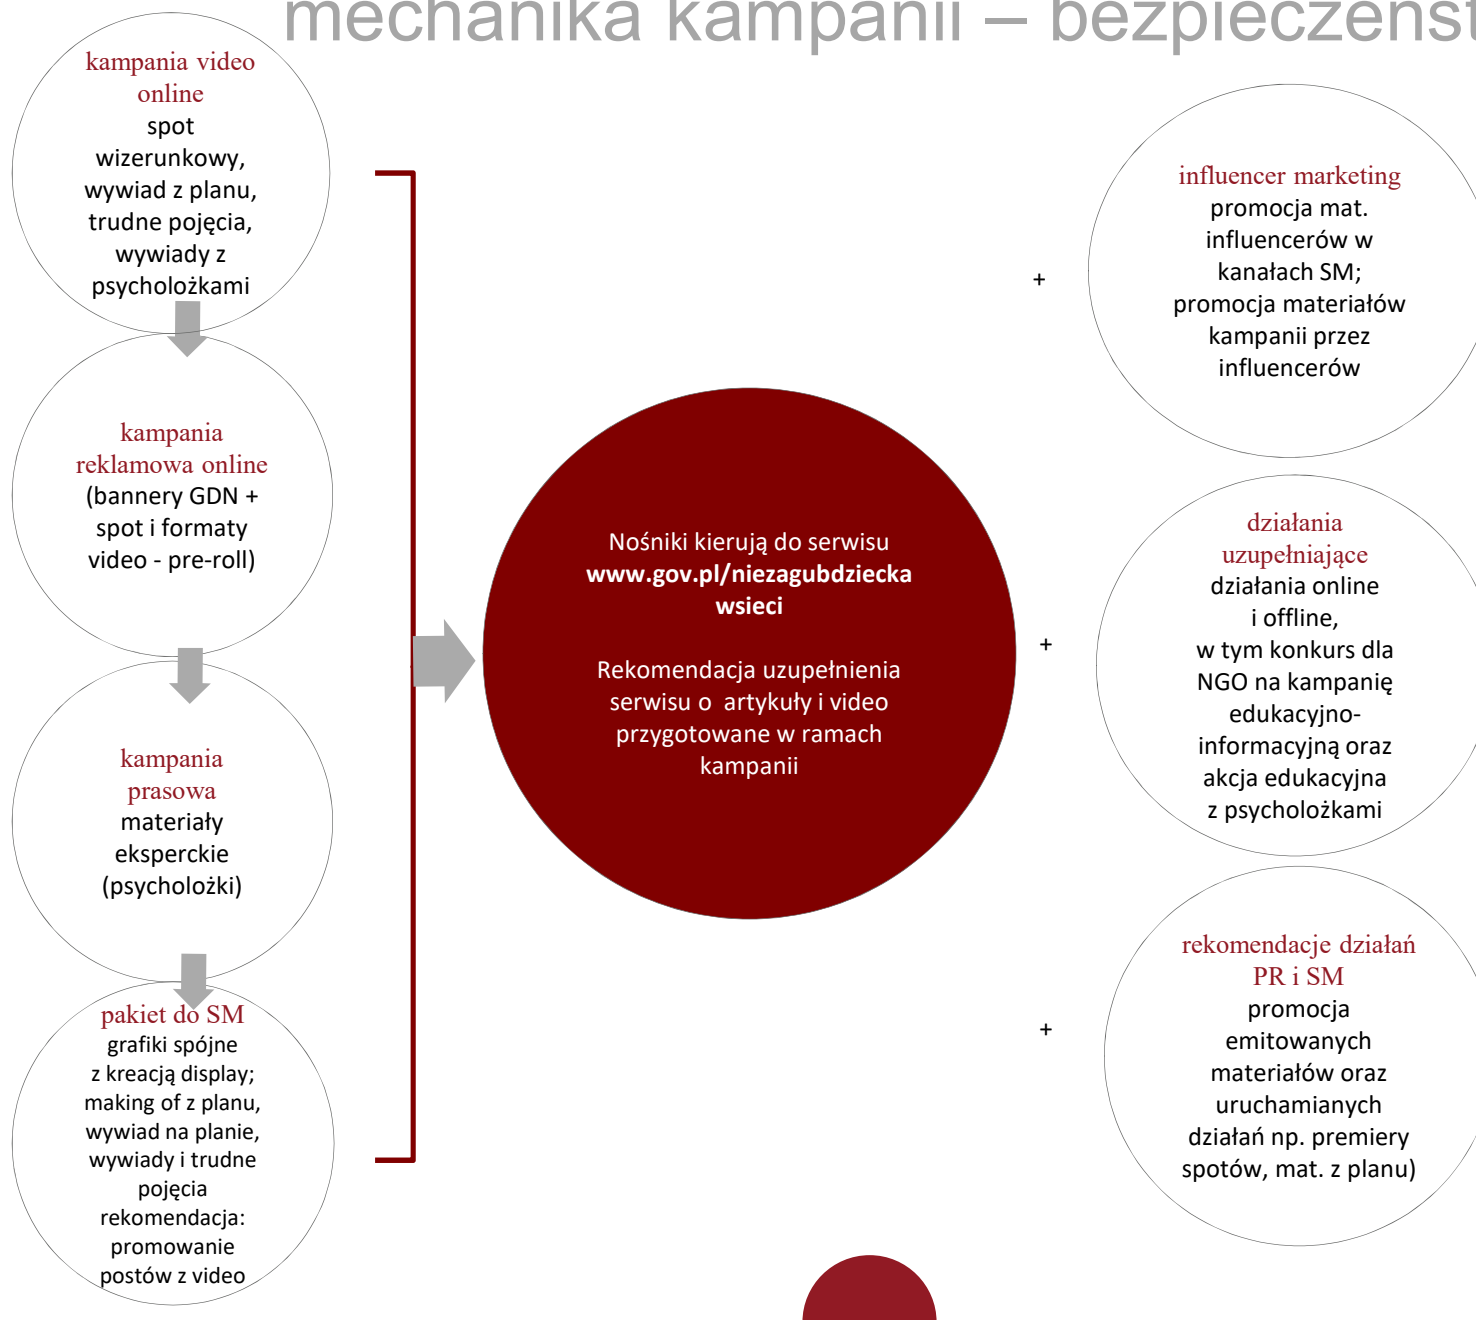 mechanika kampanii – bezpieczeńst
kampania video
online
spot
wizerunkowy,
wywiad z planu,
trudne pojęcia,
wywiady z
psycholożkami
kampania
reklamowa online
(bannery GDN +
spot i formaty
video - pre-roll)
kampania
prasowa
materiały
eksperckie
(psycholożki)
pakiet do SM
grafiki spójne
z kreacją display;
making of z planu,
wywiad na planie,
wywiady i trudne
pojęcia
rekomendacja:
promowanie
postów z video
Nośniki kierują do serwisu
www.gov.pl/niezagubdziecka
wsieci
Rekomendacja uzupełnienia
serwisu o  artykuły i video
przygotowane w ramach
kampanii
+
influencer marketing
promocja mat.
influencerów w
kanałach SM;
promocja materiałów
kampanii przez
influencerów
+
działania
uzupełniające
działania online
i offline,
w tym konkurs dla
NGO na kampanię
edukacyjno-
informacyjną oraz
akcja edukacyjna
z psycholożkami
+
rekomendacje działań
PR i SM
promocja
emitowanych
materiałów oraz
uruchamianych
działań np. premiery
spotów, mat. z planu)